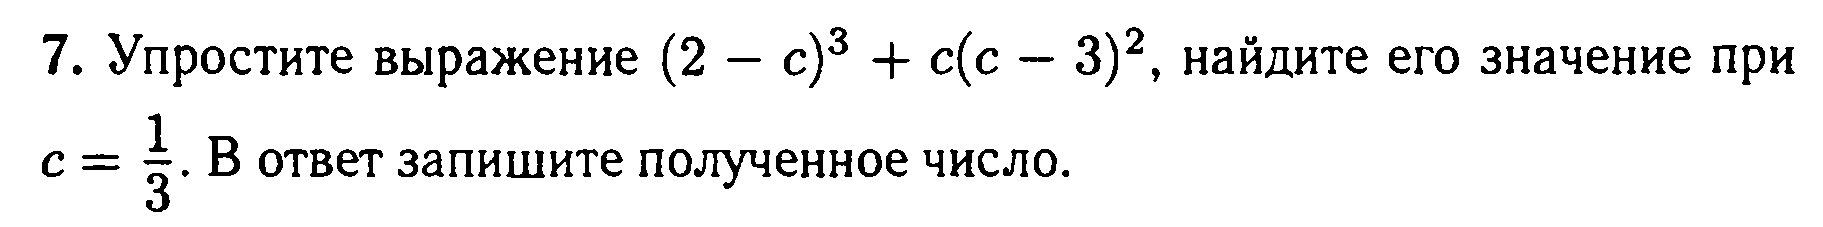 7. Упростите выражение (2 − c)³ + c(c − 3)², найдите его значение при
c = 1/3. В ответ запишите полученное число.